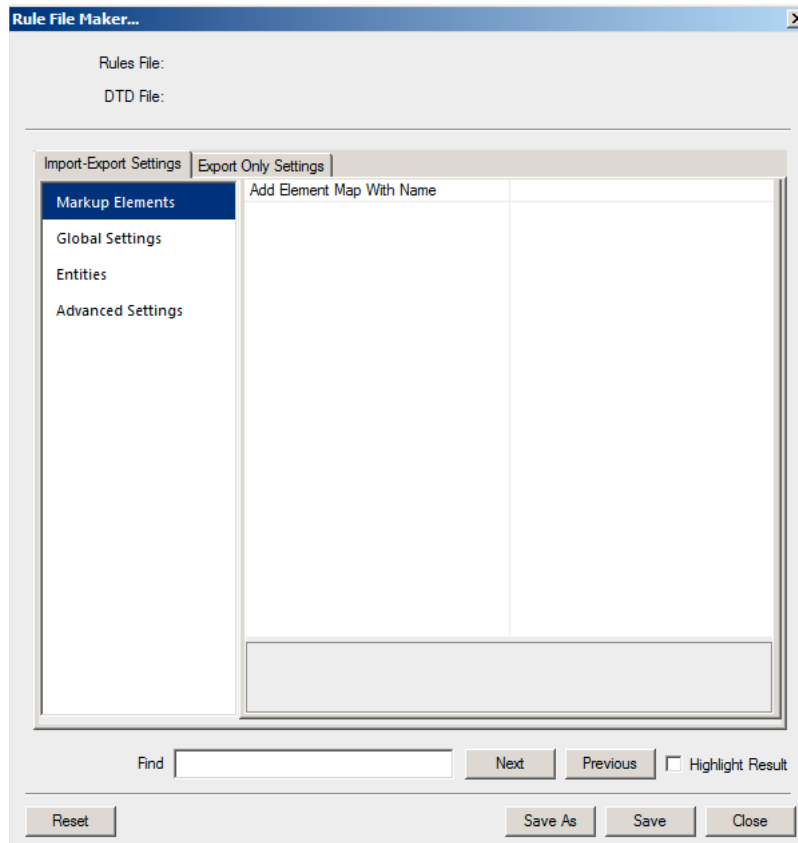 Rule File Maker...
Rules File:
DTD File:
Import-Export Settings Export Only Settings
Markup Elements
Global Settings
Entities
Advanced Settings
Add Element Map With Name
Find Next Previous Highlight Result
Reset Save As Save Close